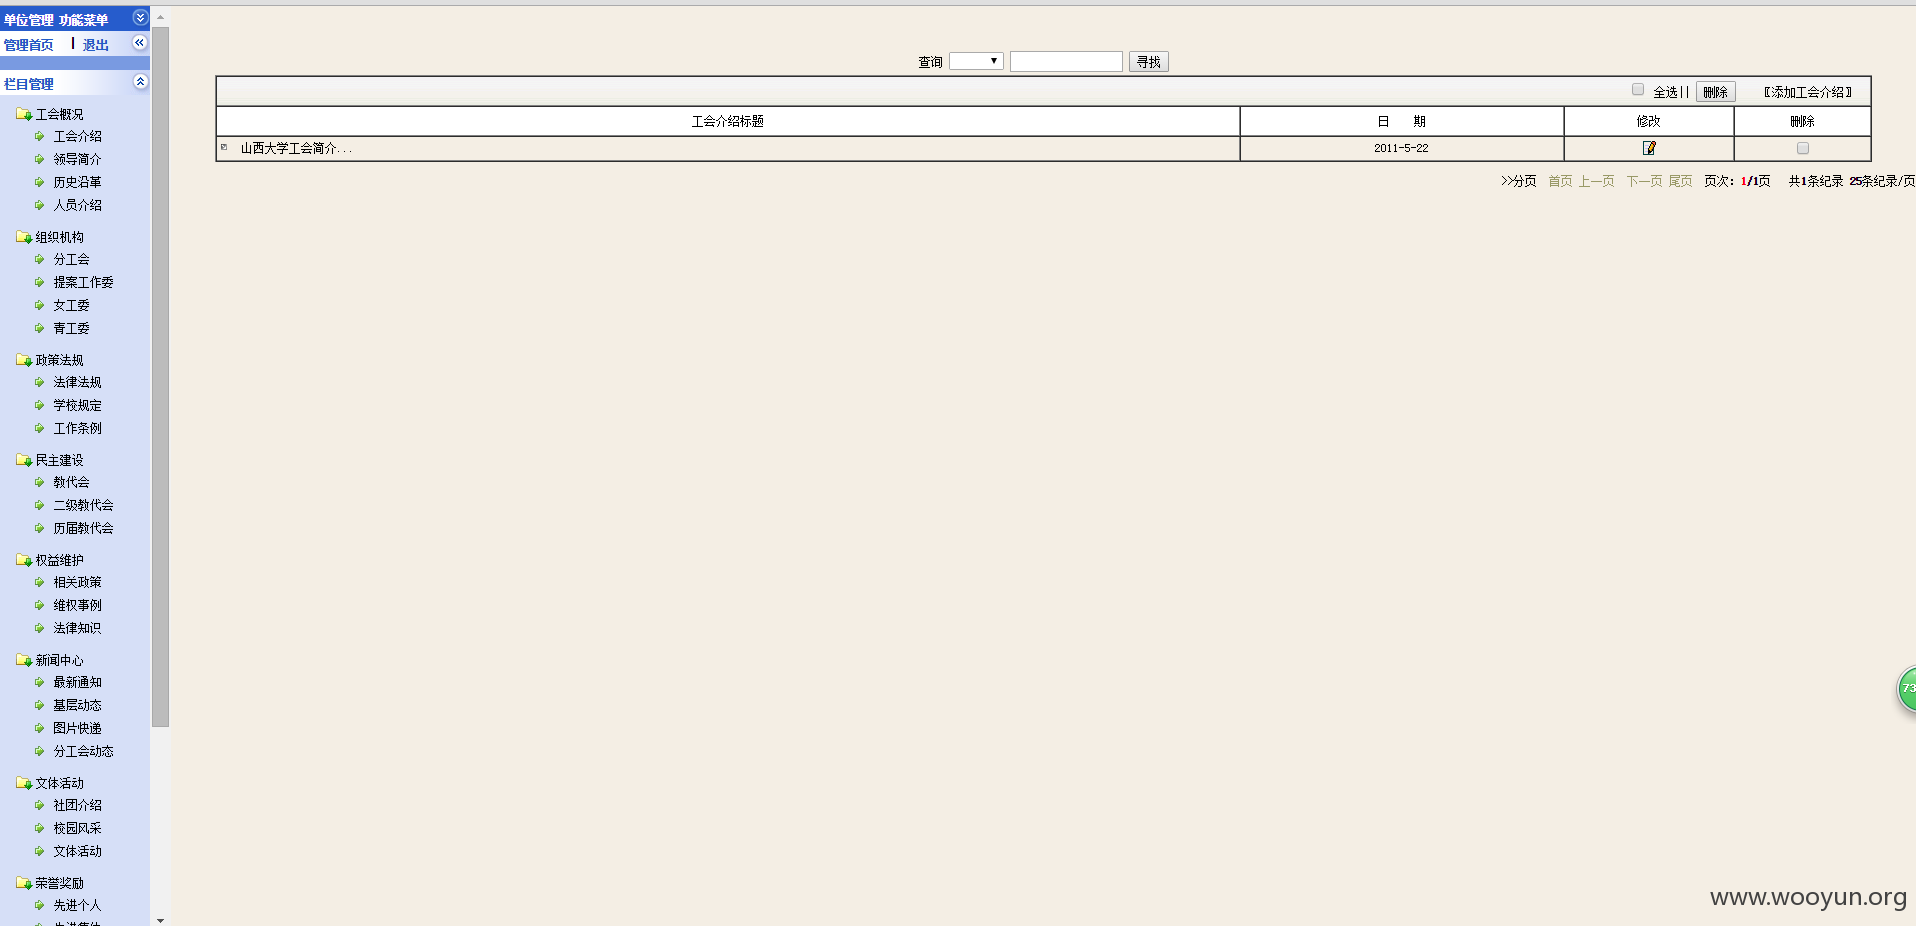 单位管理 功能菜单
管理首页 | 退出
栏目管理
工会概况
工会介绍
领导简介
历史沿革
人员介绍
组织机构
分工会
提案工作委
女工委
青工委
政策法规
法律法规
学校规定
工作条例
民主建设
教代会
二级教代会
历届教代会
权益维护
相关政策
维权事例
法律知识
新闻中心
最新通知
基层动态
图片快递
分工会动态
文体活动
社团介绍
校园风采
文体活动
荣誉奖励
先进个人
查询 寻找
全选|| 删除 〖添加工会介绍〗
工会介绍标题 日 期 修改 删除
山西大学工会简介... 2011-5-22
>>分页 首页 上一页 下一页 尾页 页次：1/1页 共1条纪录 25条纪录/页
73
www.wooyun.org